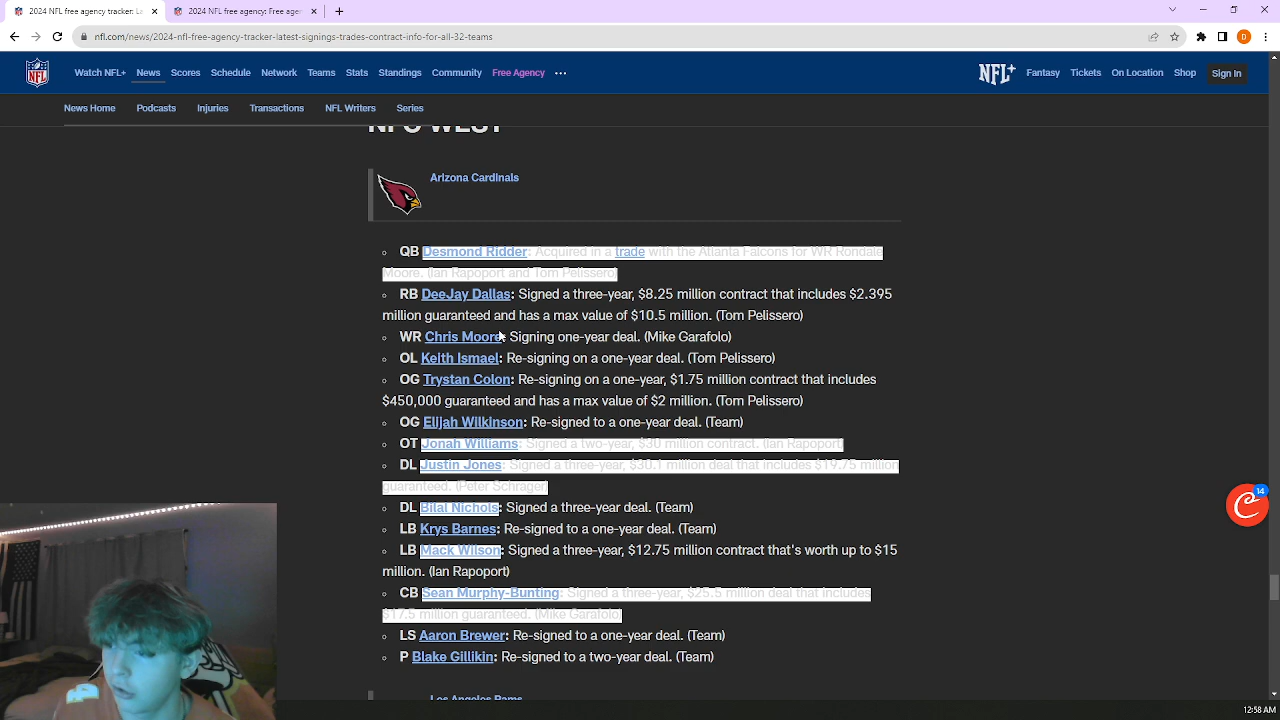 2024 NFL free agency tracker: La
2024 NFL free agency: Free age
nfl.com/news/2024-nfl-free-agency-tracker-latest-signings-trades-contract-info-for-all-32-teams
D
NFL
Watch NFL+ News Scores Schedule Network Teams Stats Standings Community Free Agency ...
NFL+ Fantasy Tickets On Location Shop Sign In
News Home Podcasts Injuries Transactions NFL Writers Series
NFC WEST
Arizona Cardinals
QB Desmond Ridder: Acquired in a trade with the Atlanta Falcons for WR Rondale
Moore. (Ian Rapoport and Tom Pelissero)
RB DeeJay Dallas: Signed a three-year, $8.25 million contract that includes $2.395
million guaranteed and has a max value of $10.5 million. (Tom Pelissero)
WR Chris Moore: Signing one-year deal. (Mike Garafolo)
OL Keith Ismael: Re-signing on a one-year deal. (Tom Pelissero)
OG Trystan Colon: Re-signing on a one-year, $1.75 million contract that includes
$450,000 guaranteed and has a max value of $2 million. (Tom Pelissero)
OG Elijah Wilkinson: Re-signed to a one-year deal. (Team)
OT Jonah Williams: Signed a two-year, $30 million contract. (Ian Rapoport)
DL Justin Jones: Signed a three-year, $30.1 million deal that includes $19.75 million
guaranteed. (Peter Schrager)
DL Bilal Nichols: Signed a three-year deal. (Team)
LB Krys Barnes: Re-signed to a one-year deal. (Team)
LB Mack Wilson: Signed a three-year, $12.75 million contract that's worth up to $15
million. (Ian Rapoport)
CB Sean Murphy-Bunting: Signed a three-year, $25.5 million deal that includes
$17.5 million guaranteed. (Mike Garafolo)
LS Aaron Brewer: Re-signed to a one-year deal. (Team)
P Blake Gillikin: Re-signed to a two-year deal. (Team)
Los Angeles Rams
14
12:58 AM